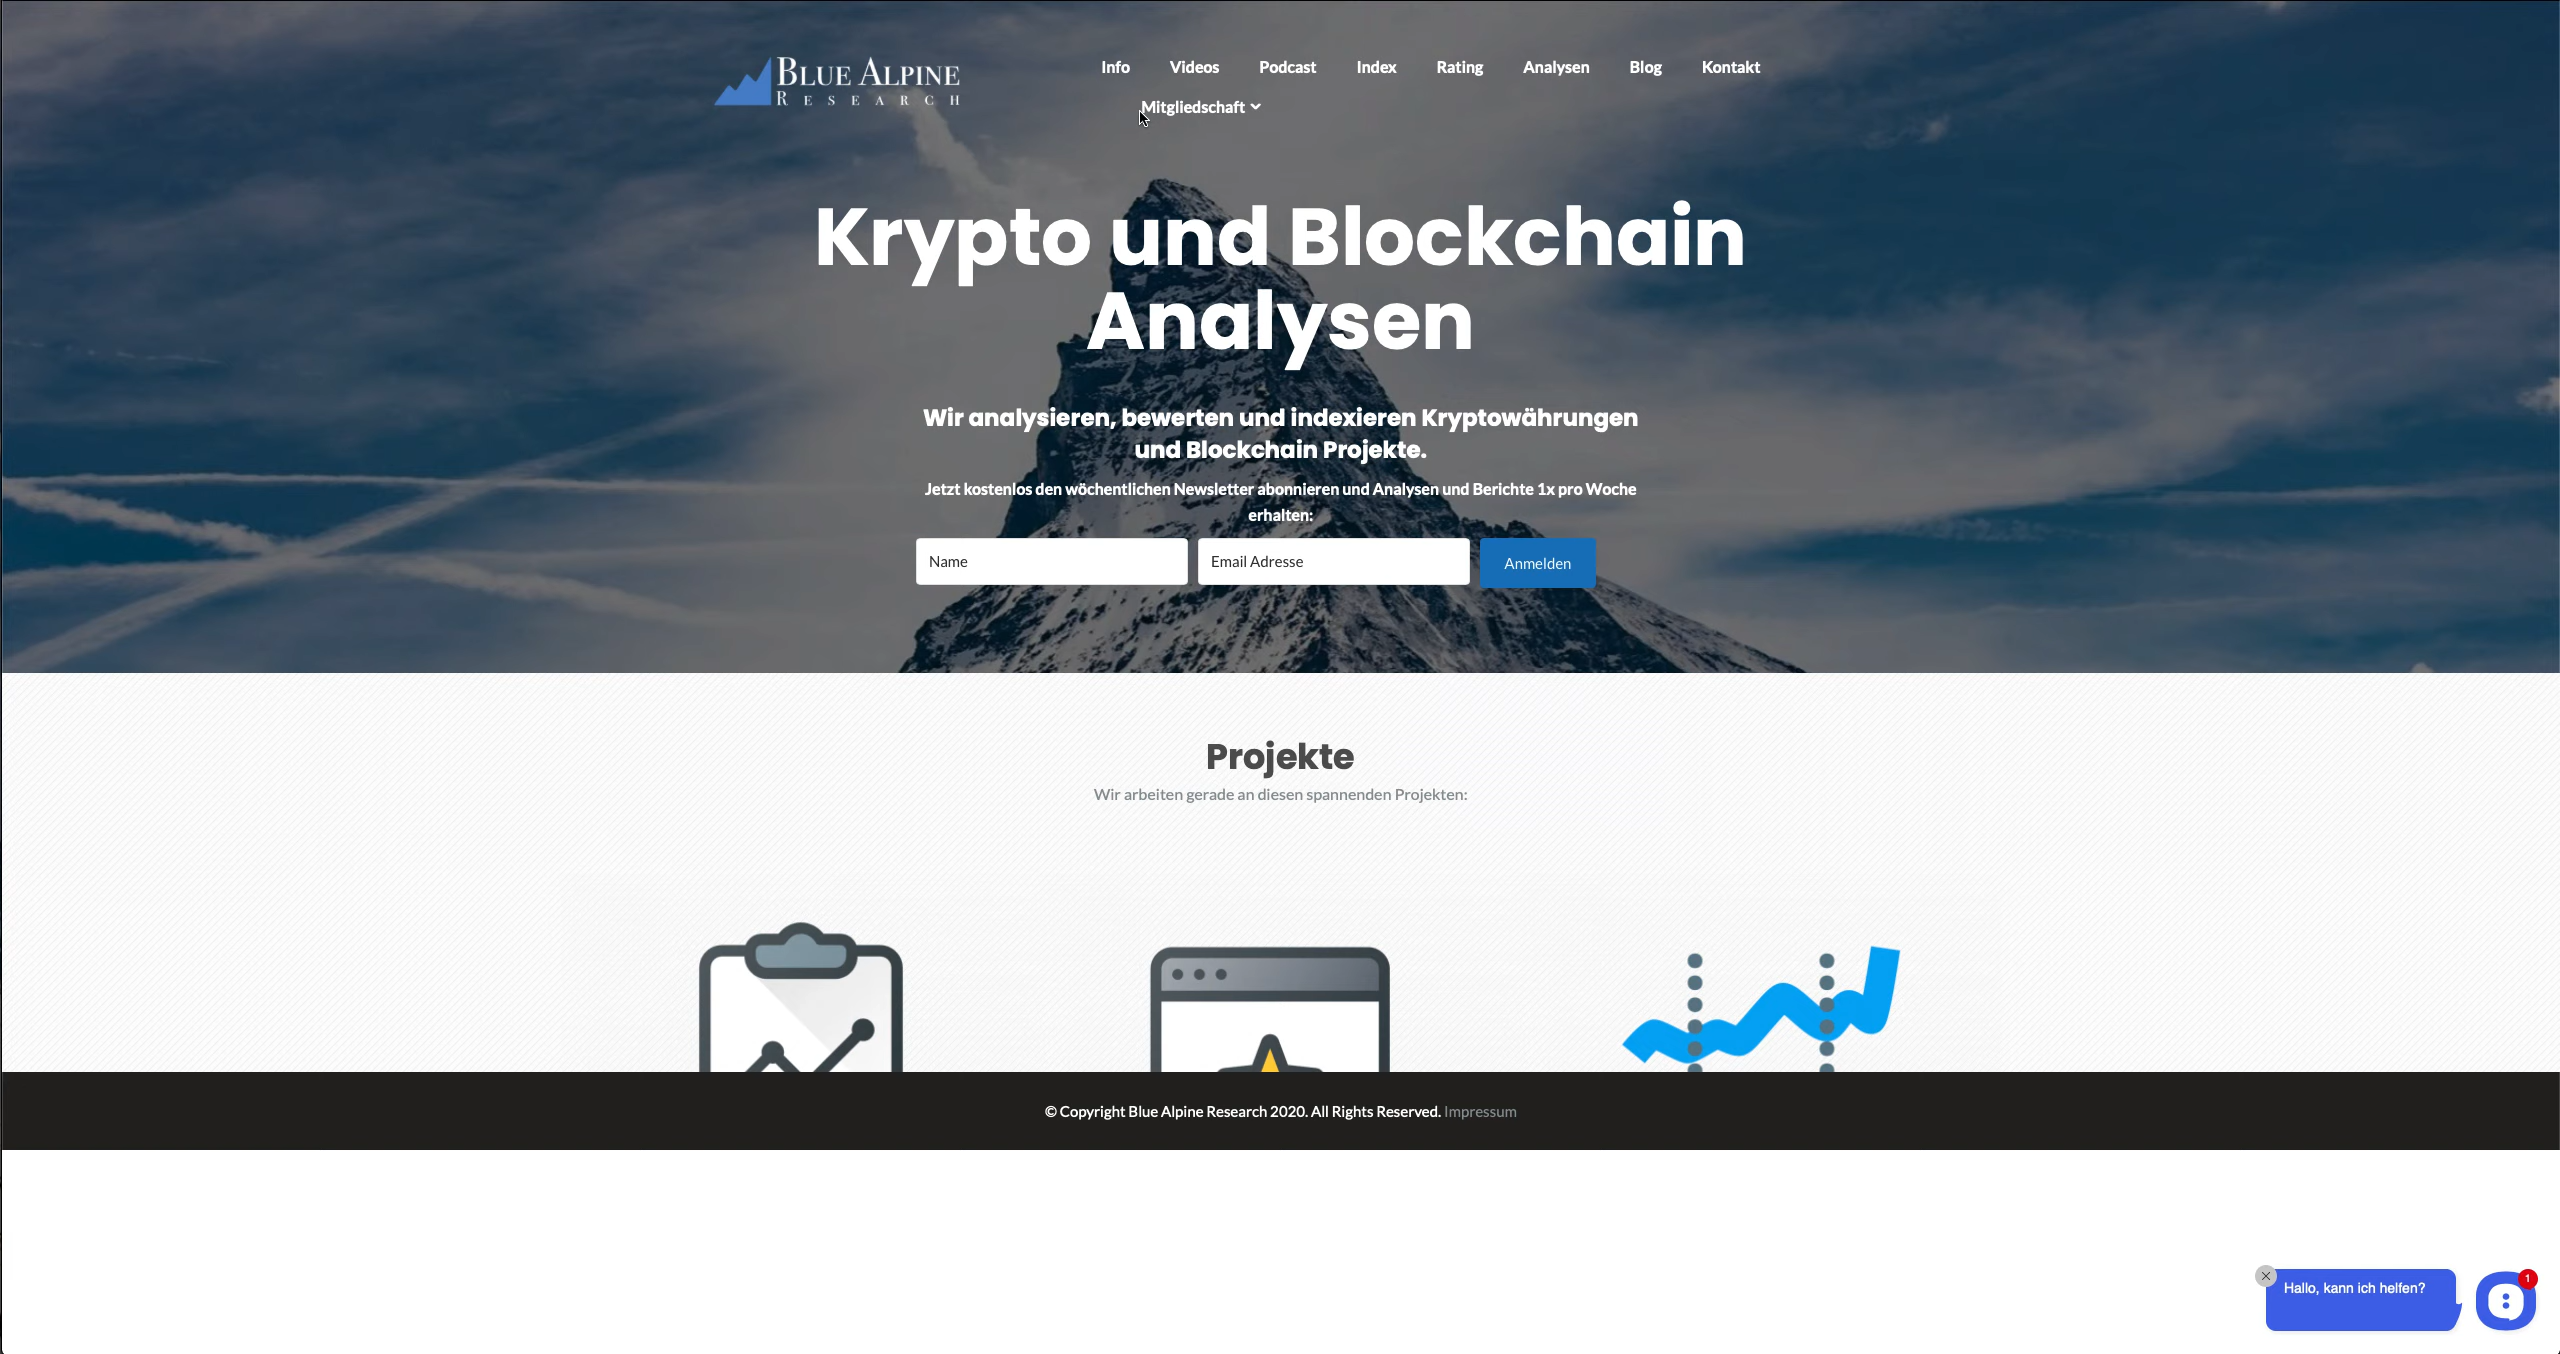 BLUE ALPINE
RESEARCH
Info Videos Podcast Index Rating Analysen Blog Kontakt
Mitgliedschaft
Krypto und Blockchain
Analysen
Wir analysieren, bewerten und indexieren Kryptowährungen
und Blockchain Projekte.
Jetzt kostenlos den wöchentlichen Newsletter abonnieren und Analysen und Berichte 1x pro Woche
erhalten:
Name Email Adresse Anmelden
Projekte
Wir arbeiten gerade an diesen spannenden Projekten:
© Copyright Blue Alpine Research 2020. All Rights Reserved. Impressum
Hallo, kann ich helfen?
1